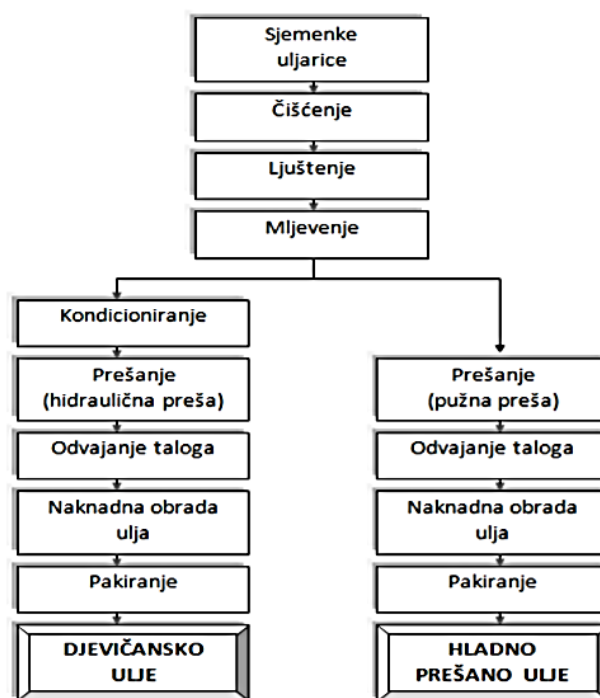 Sjemenke
uljarice
Čišćenje
Ljuštenje
Mljevenje
Kondicioniranje
Prešanje
(hidraulična preša)
Odvajanje taloga
Naknadna obrada
ulja
Pakiranje
DJEVIČANSKO
ULJE
Prešanje
(pužna preša)
Odvajanje taloga
Naknadna obrada
ulja
Pakiranje
HLADNO
PREŠANO ULJE